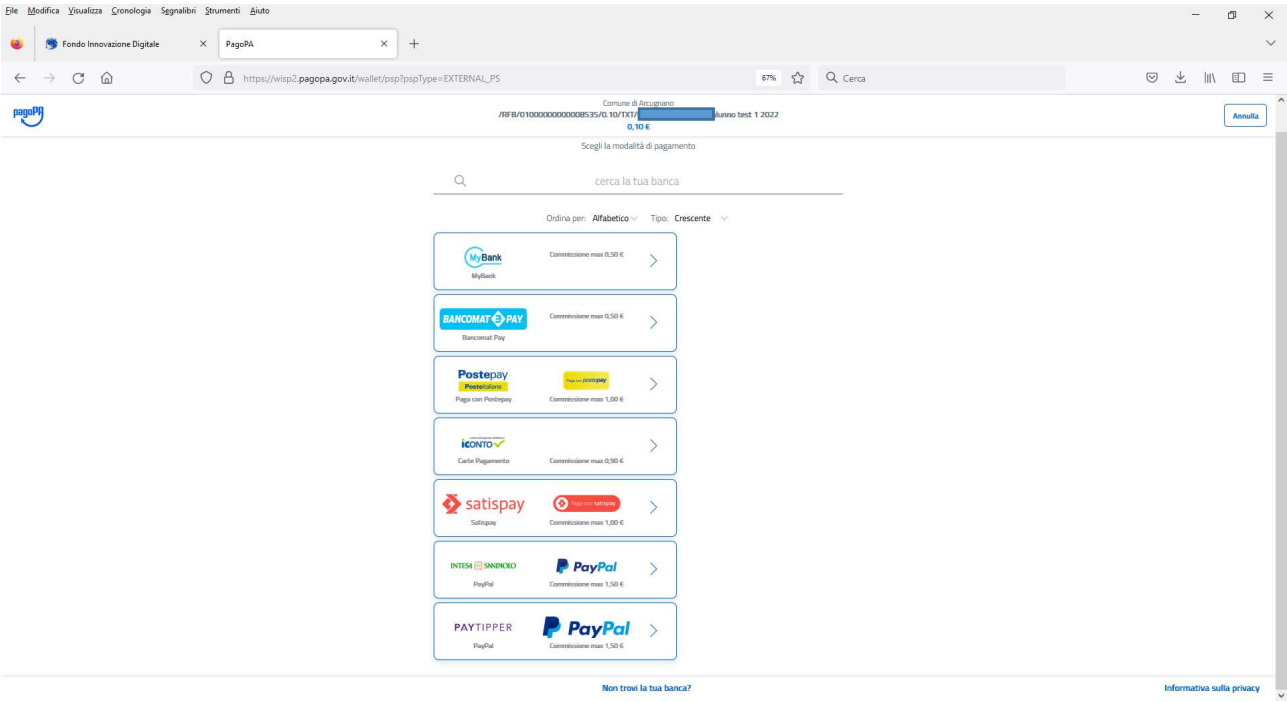 File Modifica Visualizza Cronologia Segnalibri Strumenti Aiuto
Fondo Innovazione Digitale
PagoPA
https://wisp2.pagopa.gov.it/wallet/psp?pspType=EXTERNAL_PS
67%
Cerca
pagoPA
Comune di Arcugnano
/RFB/01000000000008535/0.10/TXT/ lunno test 1 2022
0,10 €
Annulla
Scegli la modalità di pagamento
cerca la tua banca
Ordina per: Alfabetico Tipo: Crescente
MyBank
Commissione max 0,50 €
MyBank
BANCOMAT PAY
Commissione max 0,50 €
Bancomat Pay
Postepay
Posteitaliane
Paga con postepay
Paga con Postepay
Commissione max 1,00 €
iCONTO
Carte Pagamento
Commissione max 0,90 €
satispay
Paga con satispay
Satispay
Commissione max 1,00 €
INTESA SANPAOLO
PayPal
PayPal
Commissione max 1,50 €
PAYTIPPER
PayPal
PayPal
Commissione max 1,50 €
Non trovi la tua banca?
Informativa sulla privacy